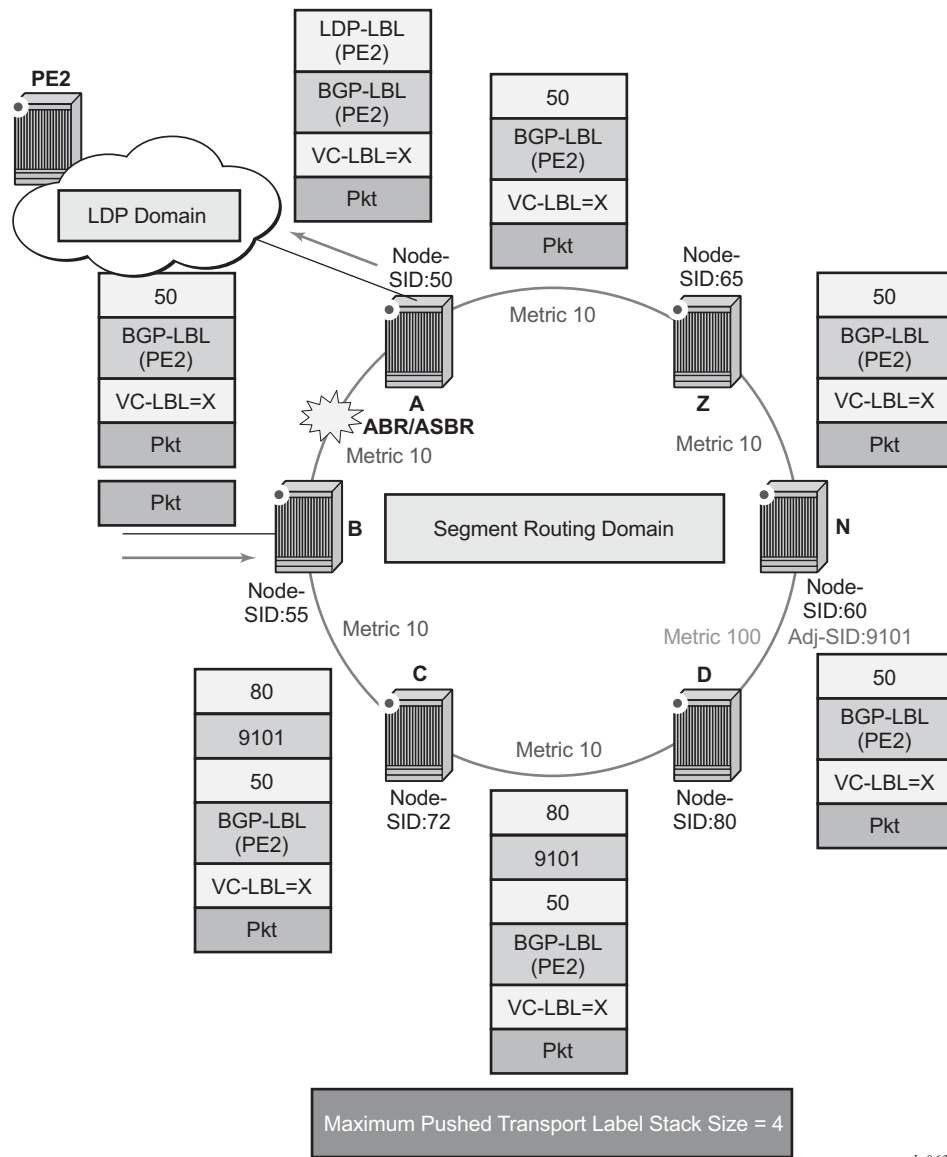 LDP-LBL
(PE2)
BGP-LBL
(PE2)
VC-LBL=X
Pkt
PE2
LDP Domain
50
BGP-LBL
(PE2)
VC-LBL=X
Pkt
Node-
SID:50
Node-
SID:65
50
BGP-LBL
(PE2)
VC-LBL=X
Pkt
Pkt
Metric 10
A
ABR/ASBR
Metric 10
Z
Metric 10
50
BGP-LBL
(PE2)
VC-LBL=X
Pkt
B
Segment Routing Domain
N
Node-
SID:55
Node-
SID:60
Adj-SID:9101
Metric 10
Metric 100
C
D
Metric 10
Node-
SID:72
Node-
SID:80
80
9101
50
BGP-LBL
(PE2)
VC-LBL=X
Pkt
80
9101
50
BGP-LBL
(PE2)
VC-LBL=X
Pkt
50
BGP-LBL
(PE2)
VC-LBL=X
Pkt
Maximum Pushed Transport Label Stack Size = 4